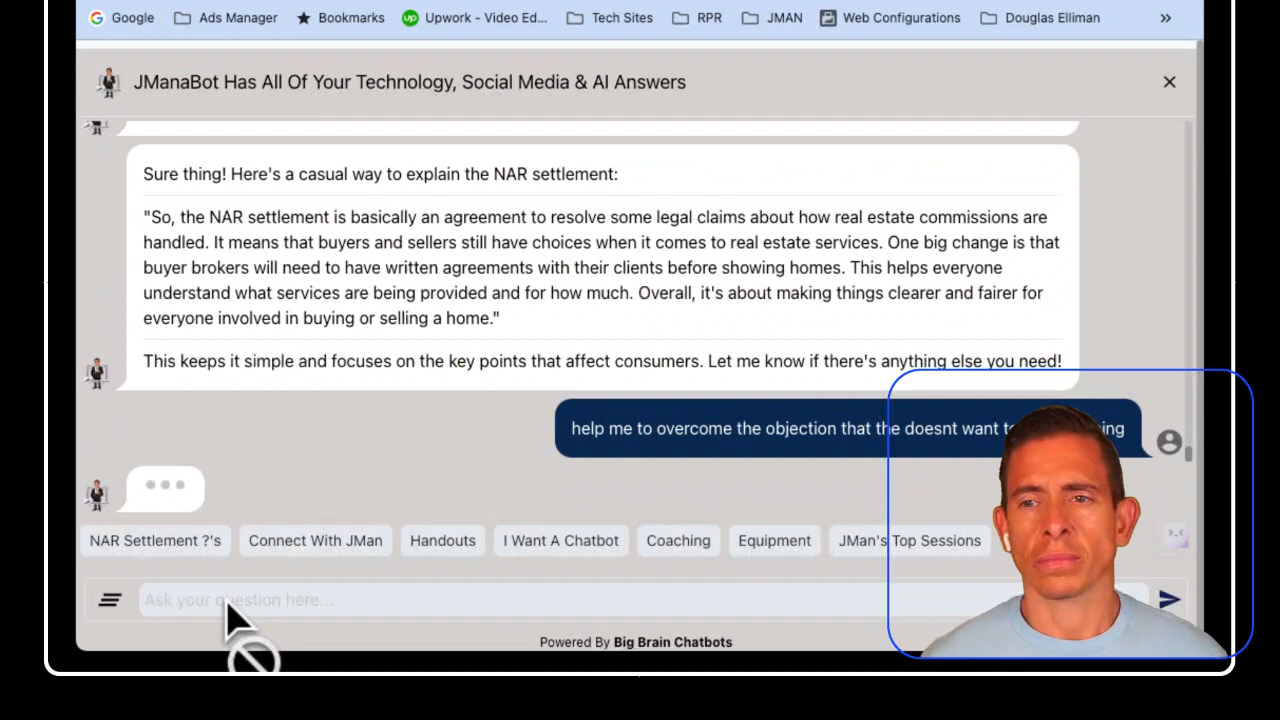 Google Ads Manager Bookmarks Upwork - Video Ed... Tech Sites RPR JMAN Web Configurations Douglas Elliman »
JManaBot Has All Of Your Technology, Social Media & AI Answers
Sure thing! Here's a casual way to explain the NAR settlement:
"So, the NAR settlement is basically an agreement to resolve some legal claims about how real estate commissions are
handled. It means that buyers and sellers still have choices when it comes to real estate services. One big change is that
buyer brokers will need to have written agreements with their clients before showing homes. This helps everyone
understand what services are being provided and for how much. Overall, it's about making things clearer and fairer for
everyone involved in buying or selling a home."
This keeps it simple and focuses on the key points that affect consumers. Let me know if there's anything else you need!
help me to overcome the objection that the doesnt want
NAR Settlement ?'s Connect With JMan Handouts I Want A Chatbot Coaching Equipment JMan's Top Sessions
Ask your question here...
Powered By Big Brain Chatbots